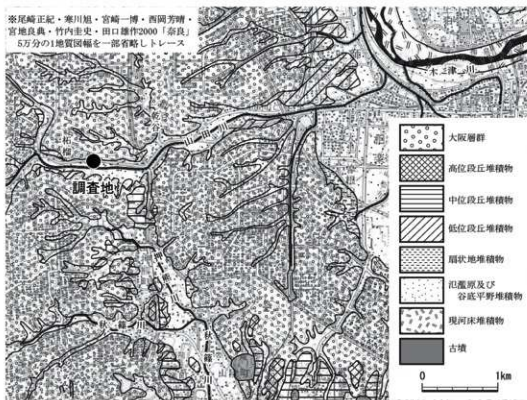 ※尾崎正紀・寒川旭・宮崎一博・西岡芳晴・
宮地良典・竹内圭史・田口雄作2000「奈良」
5万分の1地質図幅を一部省略しトレース
木津川
調査地
川
大阪層群
高位段丘堆積物
中位段丘堆積物
低位段丘堆積物
扇状地堆積物
氾濫原及び
谷底平野堆積物
現河床堆積物
古墳
0 1km